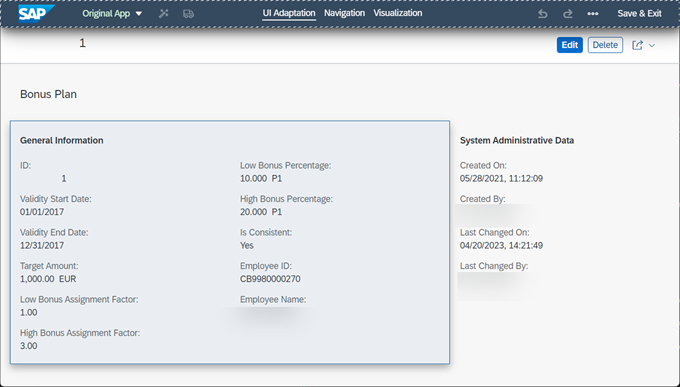 SAP Original App UI Adaptation Navigation Visualization Save & Exit
1 Edit Delete
Bonus Plan
General Information
ID:
1
Validity Start Date:
01/01/2017
Validity End Date:
12/31/2017
Target Amount:
1,000.00 EUR
Low Bonus Assignment Factor:
1.00
High Bonus Assignment Factor:
3.00
Low Bonus Percentage:
10.000 P1
High Bonus Percentage:
20.000 P1
Is Consistent:
Yes
Employee ID:
CB9980000270
Employee Name:
System Administrative Data
Created On:
05/28/2021, 11:12:09
Created By:
Last Changed On:
04/20/2023, 14:21:49
Last Changed By: